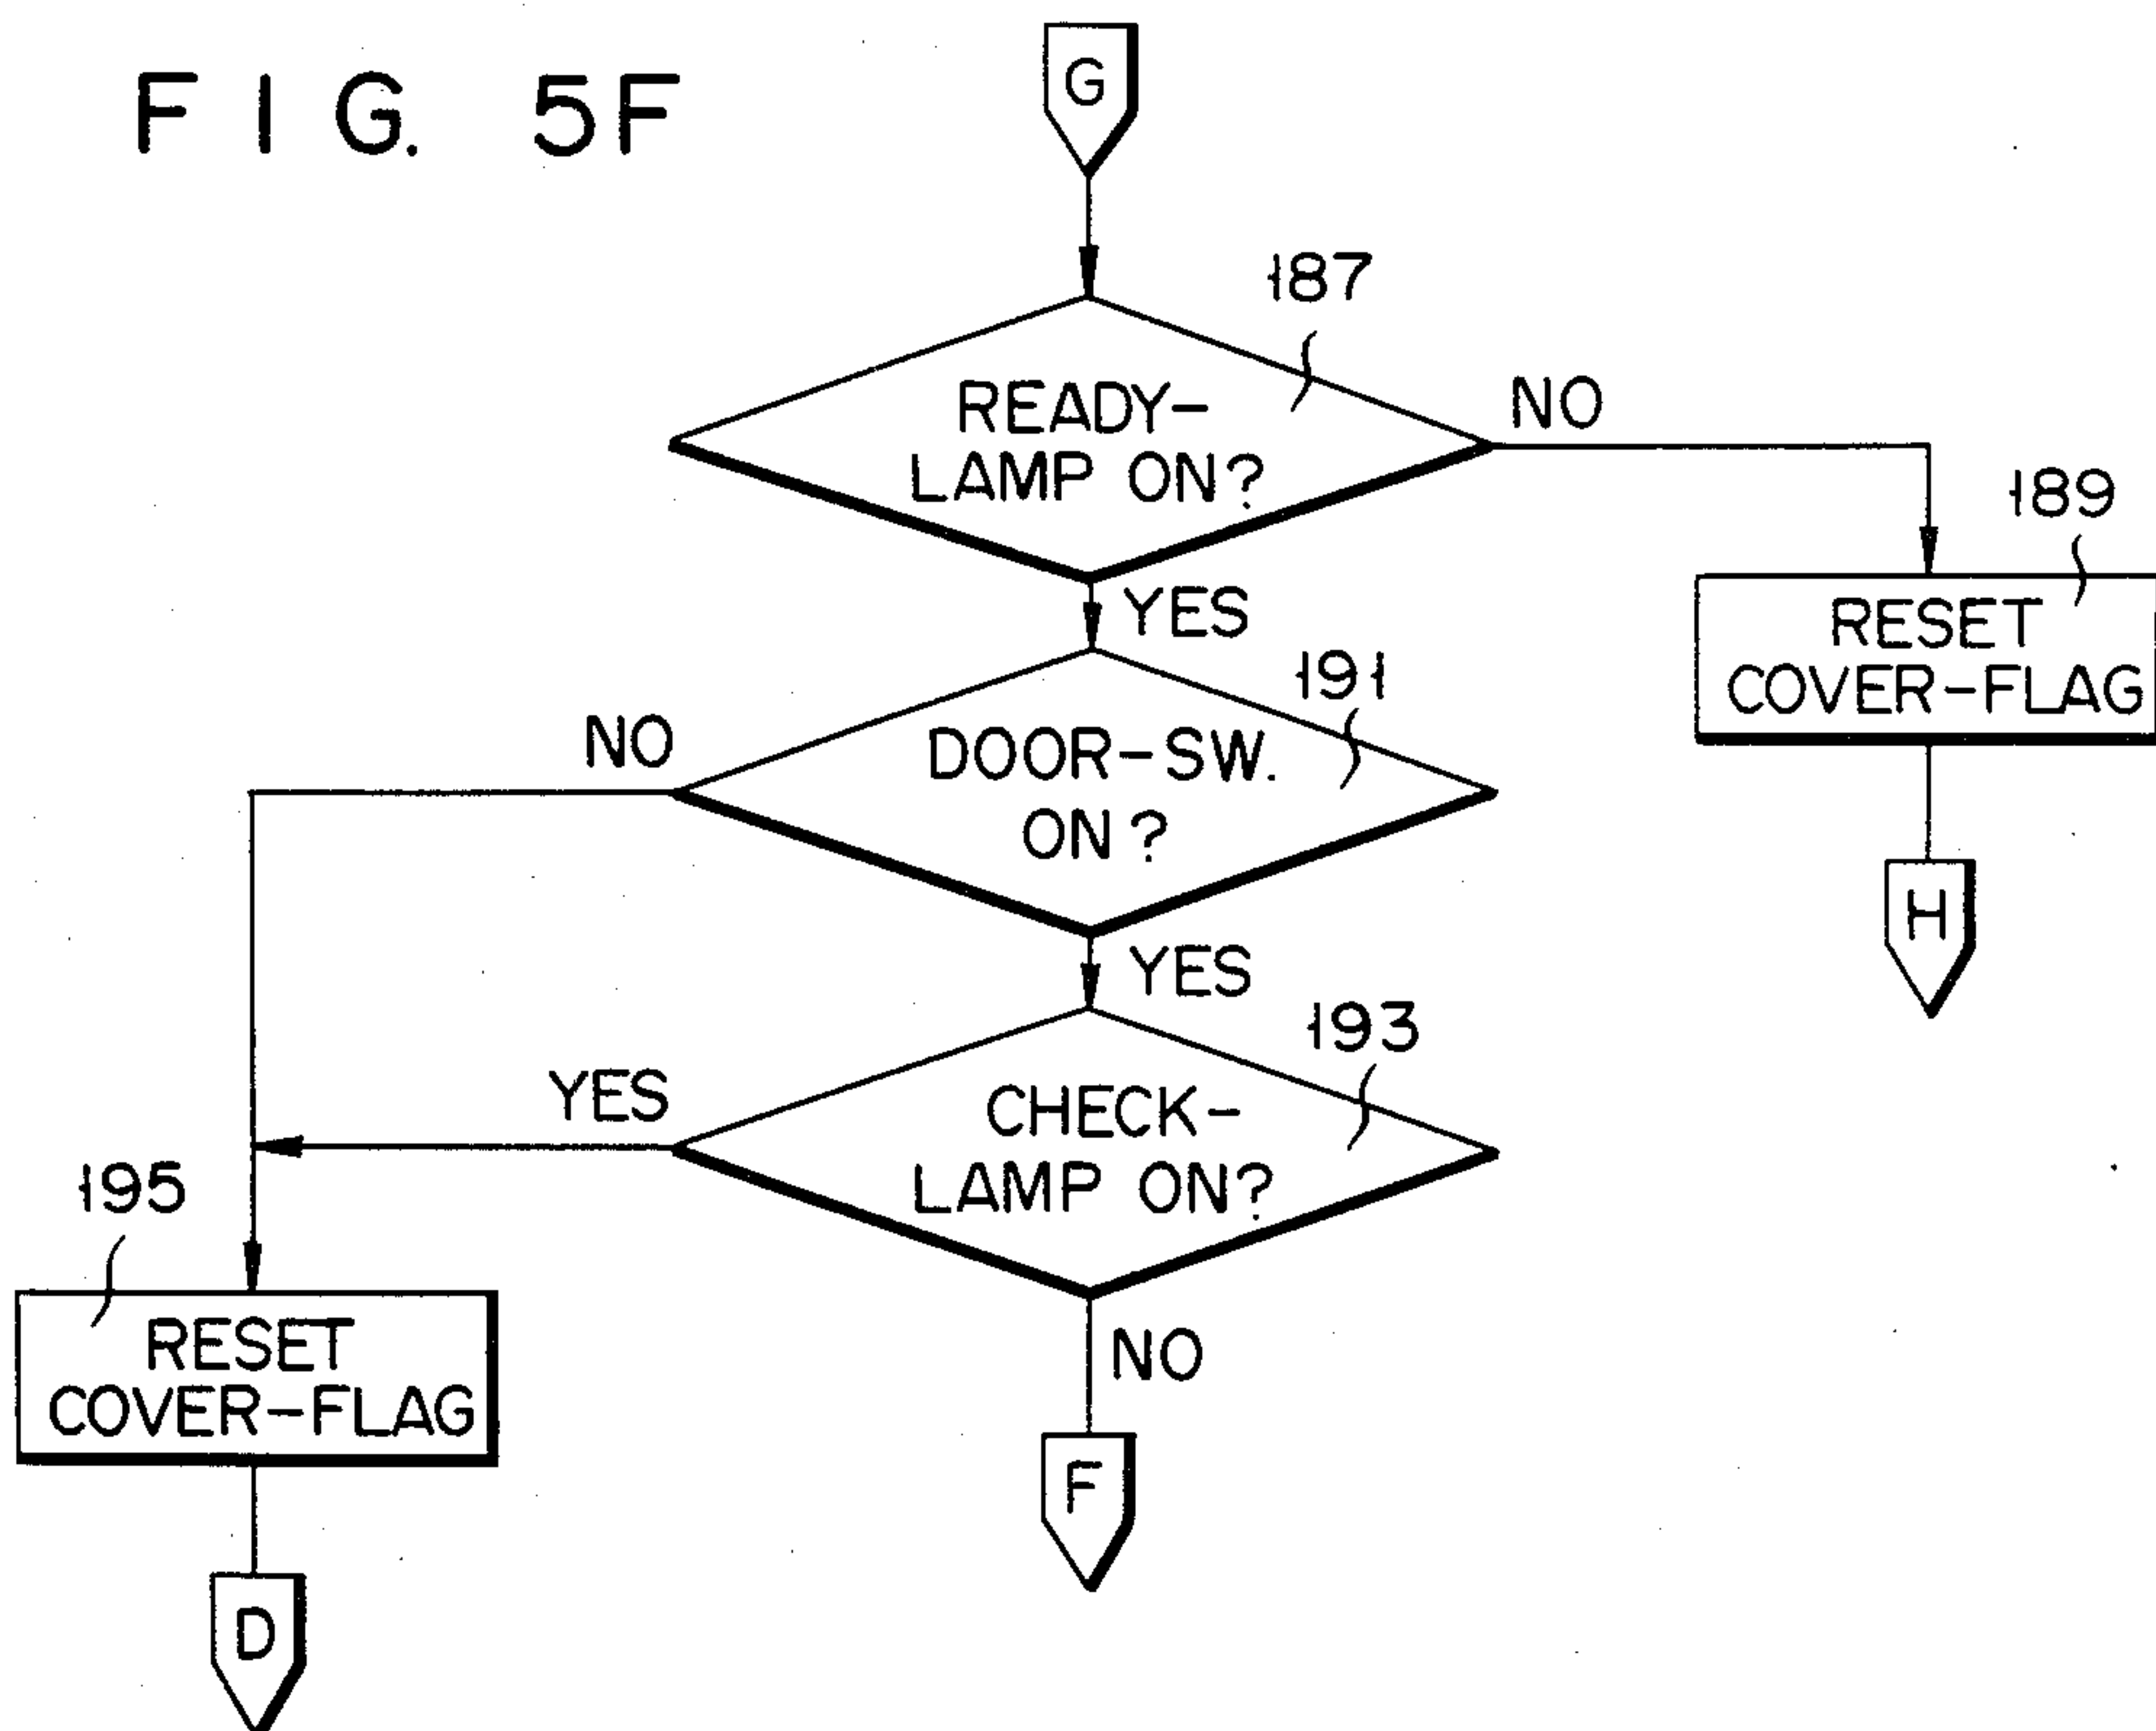 FIG. 5F
G
187
READY-
LAMP ON?
NO
189
YES
RESET
COVER-FLAG
191
NO
DOOR-SW.
ON?
H
YES
193
YES
CHECK-
LAMP ON?
195
RESET
COVER-FLAG
NO
F
D